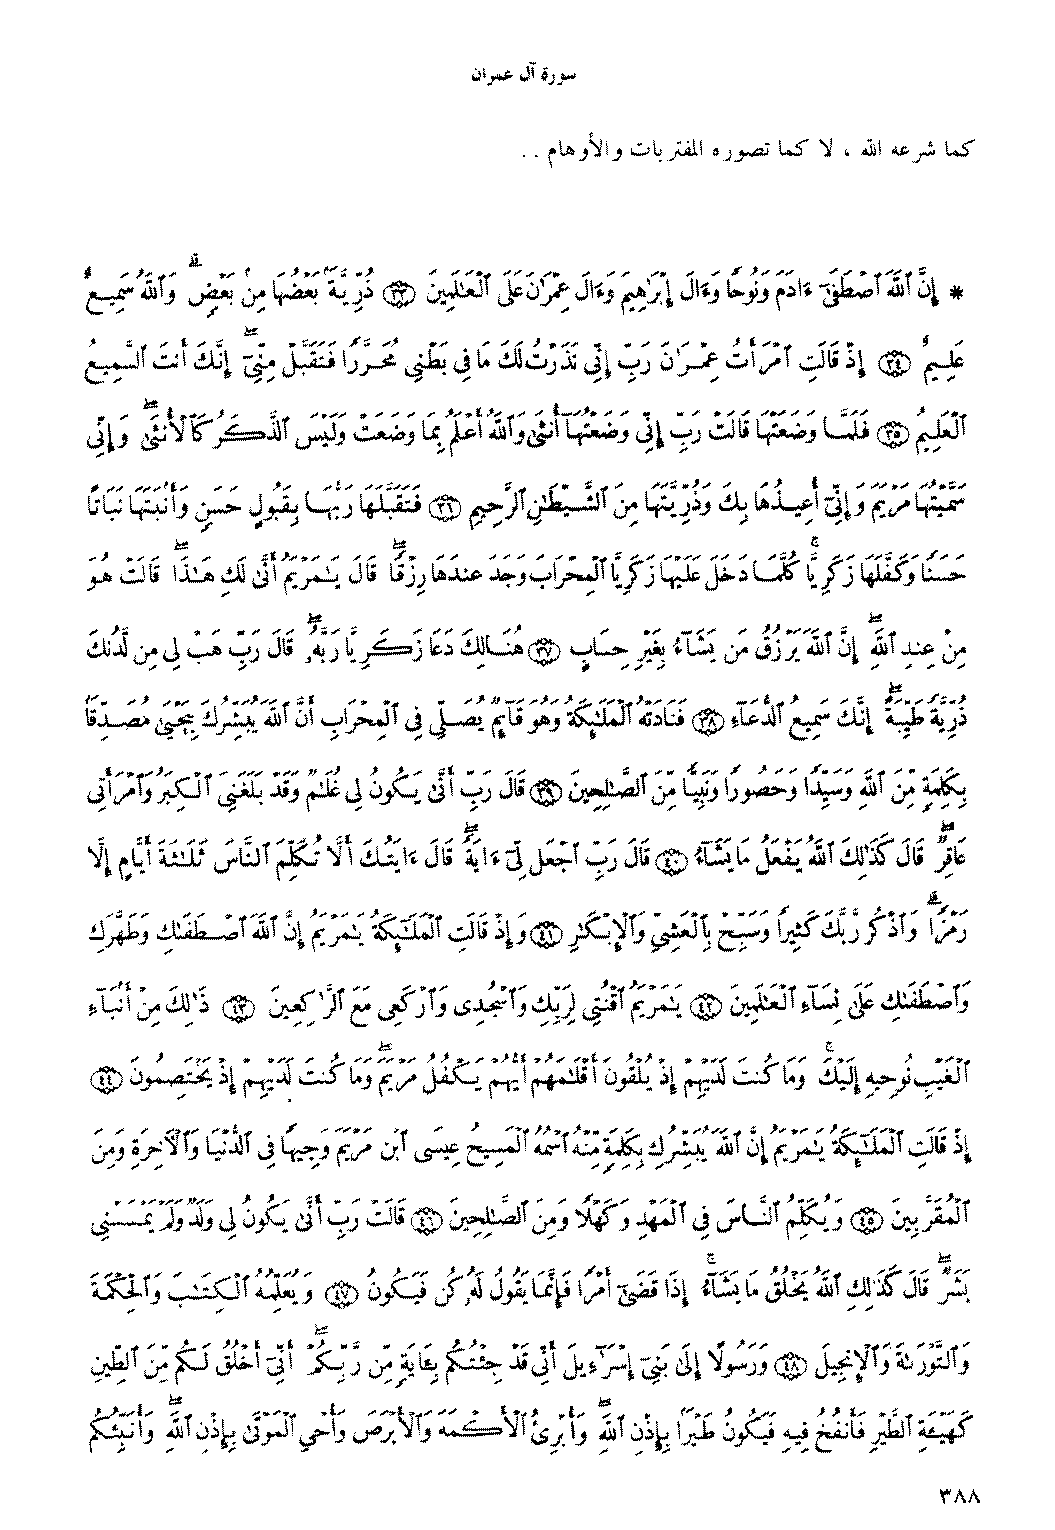 سورة آل عمران
كما شرعه الله ، لا كما تصوره المفتريات والأوهام . .
* إِنَّ ٱللَّهَ ٱصْطَفَىٰٓ ءَادَمَ وَنُوحًا وَءَالَ إِبْرَٰهِيمَ وَءَالَ عِمْرَٰنَ عَلَى ٱلْعَـٰلَمِينَ ﴿٣٣﴾ ذُرِّيَّةًۢ بَعْضُهَا مِنۢ بَعْضٍۗ وَٱللَّهُ سَمِيعٌ
عَلِيمٌ ﴿٣٤﴾ إِذْ قَالَتِ ٱمْرَأَتُ عِمْرَٰنَ رَبِّ إِنِّى نَذَرْتُ لَكَ مَا فِى بَطْنِى مُحَرَّرًا فَتَقَبَّلْ مِنِّىٓۖ إِنَّكَ أَنتَ ٱلسَّمِيعُ
ٱلْعَلِيمُ ﴿٣٥﴾ فَلَمَّا وَضَعَتْهَا قَالَتْ رَبِّ إِنِّى وَضَعْتُهَآ أُنثَىٰ وَٱللَّهُ أَعْلَمُ بِمَا وَضَعَتْ وَلَيْسَ ٱلذَّكَرُ كَٱلْأُنثَىٰۖ وَإِنِّى
سَمَّيْتُهَا مَرْيَمَ وَإِنِّىٓ أُعِيذُهَا بِكَ وَذُرِّيَّتَهَا مِنَ ٱلشَّيْطَـٰنِ ٱلرَّجِيمِ ﴿٣٦﴾ فَتَقَبَّلَهَا رَبُّهَا بِقَبُولٍ حَسَنٍ وَأَنۢبَتَهَا نَبَاتًا
حَسَنًا وَكَفَّلَهَا زَكَرِيَّاۚ كُلَّمَا دَخَلَ عَلَيْهَا زَكَرِيَّا ٱلْمِحْرَابَ وَجَدَ عِندَهَا رِزْقًاۖ قَالَ يَـٰمَرْيَمُ أَنَّىٰ لَكِ هَـٰذَاۖ قَالَتْ هُوَ
مِنْ عِندِ ٱللَّهِۖ إِنَّ ٱللَّهَ يَرْزُقُ مَن يَشَآءُ بِغَيْرِ حِسَابٍ ﴿٣٧﴾ هُنَالِكَ دَعَا زَكَرِيَّا رَبَّهُۥۖ قَالَ رَبِّ هَبْ لِى مِن لَّدُنكَ
ذُرِّيَّةً طَيِّبَةًۖ إِنَّكَ سَمِيعُ ٱلدُّعَآءِ ﴿٣٨﴾ فَنَادَتْهُ ٱلْمَلَـٰٓئِكَةُ وَهُوَ قَآئِمٌ يُصَلِّى فِى ٱلْمِحْرَابِ أَنَّ ٱللَّهَ يُبَشِّرُكَ بِيَحْيَىٰ مُصَدِّقًۢا
بِكَلِمَةٍ مِّنَ ٱللَّهِ وَسَيِّدًا وَحَصُورًا وَنَبِيًّا مِّنَ ٱلصَّـٰلِحِينَ ﴿٣٩﴾ قَالَ رَبِّ أَنَّىٰ يَكُونُ لِى غُلَـٰمٌ وَقَدْ بَلَغَنِىَ ٱلْكِبَرُ وَٱمْرَأَتِى
عَاقِرٌۖ قَالَ كَذَٰلِكَ ٱللَّهُ يَفْعَلُ مَا يَشَآءُ ﴿٤٠﴾ قَالَ رَبِّ ٱجْعَل لِّىٓ ءَايَةًۖ قَالَ ءَايَتُكَ أَلَّا تُكَلِّمَ ٱلنَّاسَ ثَلَـٰثَةَ أَيَّامٍ إِلَّا
رَمْزًاۗ وَٱذْكُر رَّبَّكَ كَثِيرًا وَسَبِّحْ بِٱلْعَشِىِّ وَٱلْإِبْكَـٰرِ ﴿٤١﴾ وَإِذْ قَالَتِ ٱلْمَلَـٰٓئِكَةُ يَـٰمَرْيَمُ إِنَّ ٱللَّهَ ٱصْطَفَىٰكِ وَطَهَّرَكِ
وَٱصْطَفَىٰكِ عَلَىٰ نِسَآءِ ٱلْعَـٰلَمِينَ ﴿٤٢﴾ يَـٰمَرْيَمُ ٱقْنُتِى لِرَبِّكِ وَٱسْجُدِى وَٱرْكَعِى مَعَ ٱلرَّٰكِعِينَ ﴿٤٣﴾ ذَٰلِكَ مِنْ أَنۢبَآءِ
ٱلْغَيْبِ نُوحِيهِ إِلَيْكَۚ وَمَا كُنتَ لَدَيْهِمْ إِذْ يُلْقُونَ أَقْلَـٰمَهُمْ أَيُّهُمْ يَكْفُلُ مَرْيَمَۖ وَمَا كُنتَ لَدَيْهِمْ إِذْ يَخْتَصِمُونَ ﴿٤٤﴾
إِذْ قَالَتِ ٱلْمَلَـٰٓئِكَةُ يَـٰمَرْيَمُ إِنَّ ٱللَّهَ يُبَشِّرُكِ بِكَلِمَةٍ مِّنْهُ ٱسْمُهُ ٱلْمَسِيحُ عِيسَى ٱبْنُ مَرْيَمَ وَجِيهًا فِى ٱلدُّنْيَا وَٱلْـَٔاخِرَةِ وَمِنَ
ٱلْمُقَرَّبِينَ ﴿٤٥﴾ وَيُكَلِّمُ ٱلنَّاسَ فِى ٱلْمَهْدِ وَكَهْلًا وَمِنَ ٱلصَّـٰلِحِينَ ﴿٤٦﴾ قَالَتْ رَبِّ أَنَّىٰ يَكُونُ لِى وَلَدٌ وَلَمْ يَمْسَسْنِى
بَشَرٌۖ قَالَ كَذَٰلِكِ ٱللَّهُ يَخْلُقُ مَا يَشَآءُۚ إِذَا قَضَىٰٓ أَمْرًا فَإِنَّمَا يَقُولُ لَهُۥ كُن فَيَكُونُ ﴿٤٧﴾ وَيُعَلِّمُهُ ٱلْكِتَـٰبَ وَٱلْحِكْمَةَ
وَٱلتَّوْرَىٰةَ وَٱلْإِنجِيلَ ﴿٤٨﴾ وَرَسُولًا إِلَىٰ بَنِىٓ إِسْرَٰٓءِيلَ أَنِّى قَدْ جِئْتُكُم بِـَٔايَةٍ مِّن رَّبِّكُمْۖ أَنِّىٓ أَخْلُقُ لَكُم مِّنَ ٱلطِّينِ
كَهَيْـَٔةِ ٱلطَّيْرِ فَأَنفُخُ فِيهِ فَيَكُونُ طَيْرًۢا بِإِذْنِ ٱللَّهِۖ وَأُبْرِئُ ٱلْأَكْمَهَ وَٱلْأَبْرَصَ وَأُحْىِ ٱلْمَوْتَىٰ بِإِذْنِ ٱللَّهِۖ وَأُنَبِّئُكُم
٣٨٨